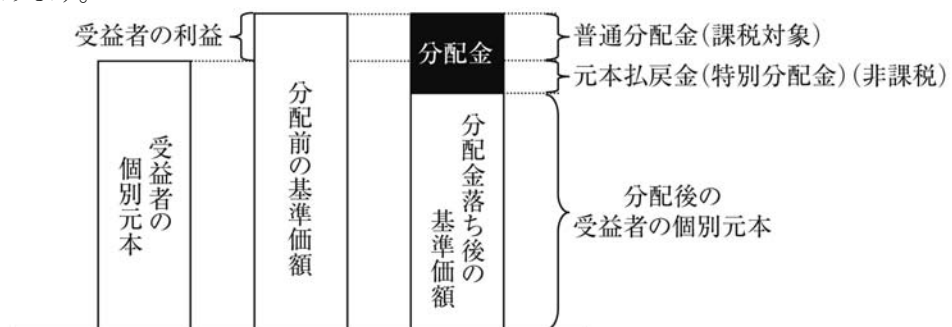 受益者の利益
分配金
普通分配金(課税対象)
元本払戻金(特別分配金)(非課税)
受益者の
個別元本
分配前の基準価額
分配金落ち後の
基準価額
分配後の
受益者の個別元本